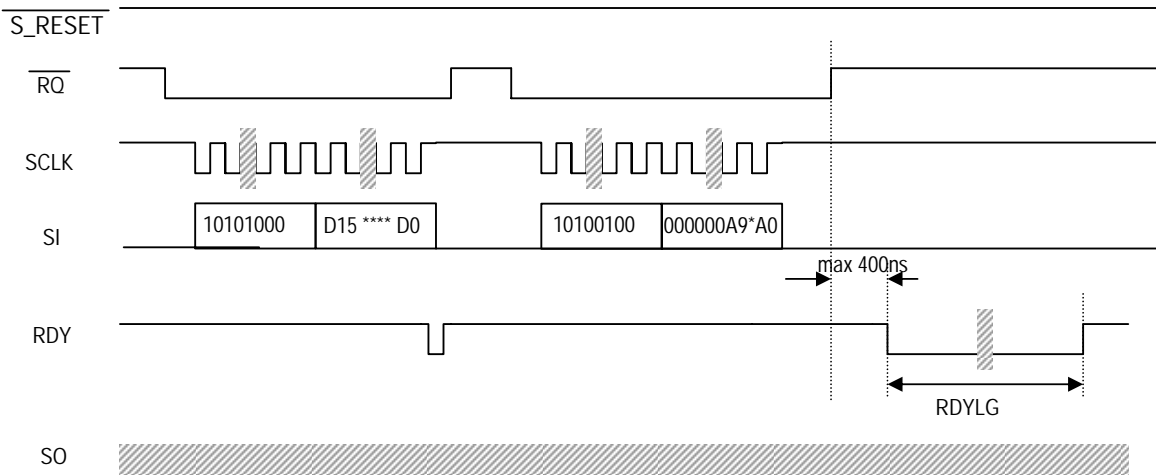 S_RESET
RQ
SCLK
SI
10101000
D15 **** D0
10100100
000000A9*A0
max 400ns
RDY
RDYLG
SO